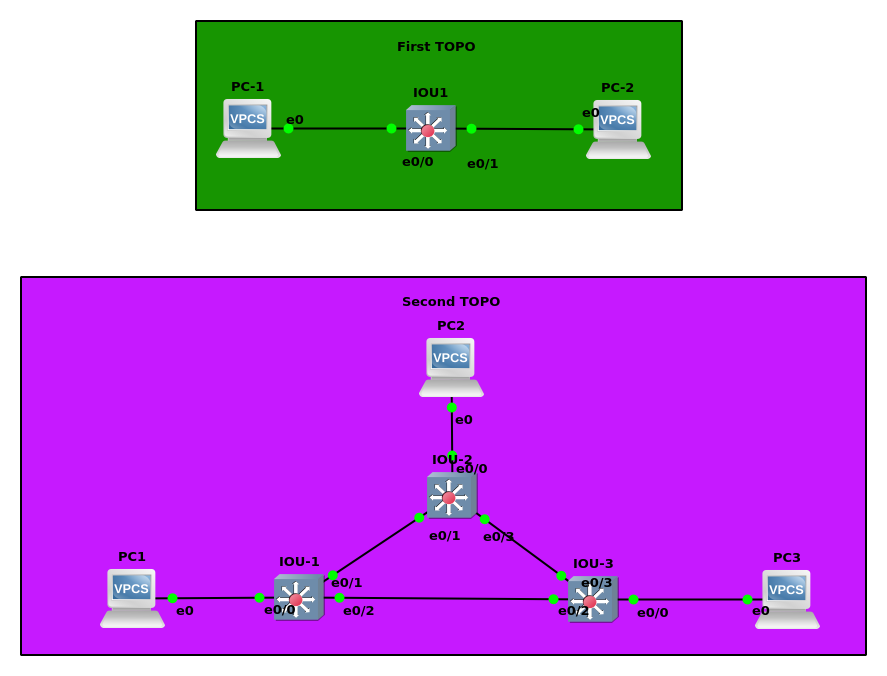 First TOPO
PC-1
IOU1
PC-2
VPCS
e0
e0
VPCS
e0/0
e0/1
Second TOPO
PC2
VPCS
e0
IOU-2
e0/0
e0/1
e0/3
PC1
IOU-1
IOU-3
PC3
VPCS
e0/1
e0/3
VPCS
e0
e0/0
e0/2
e0/2
e0/0
e0